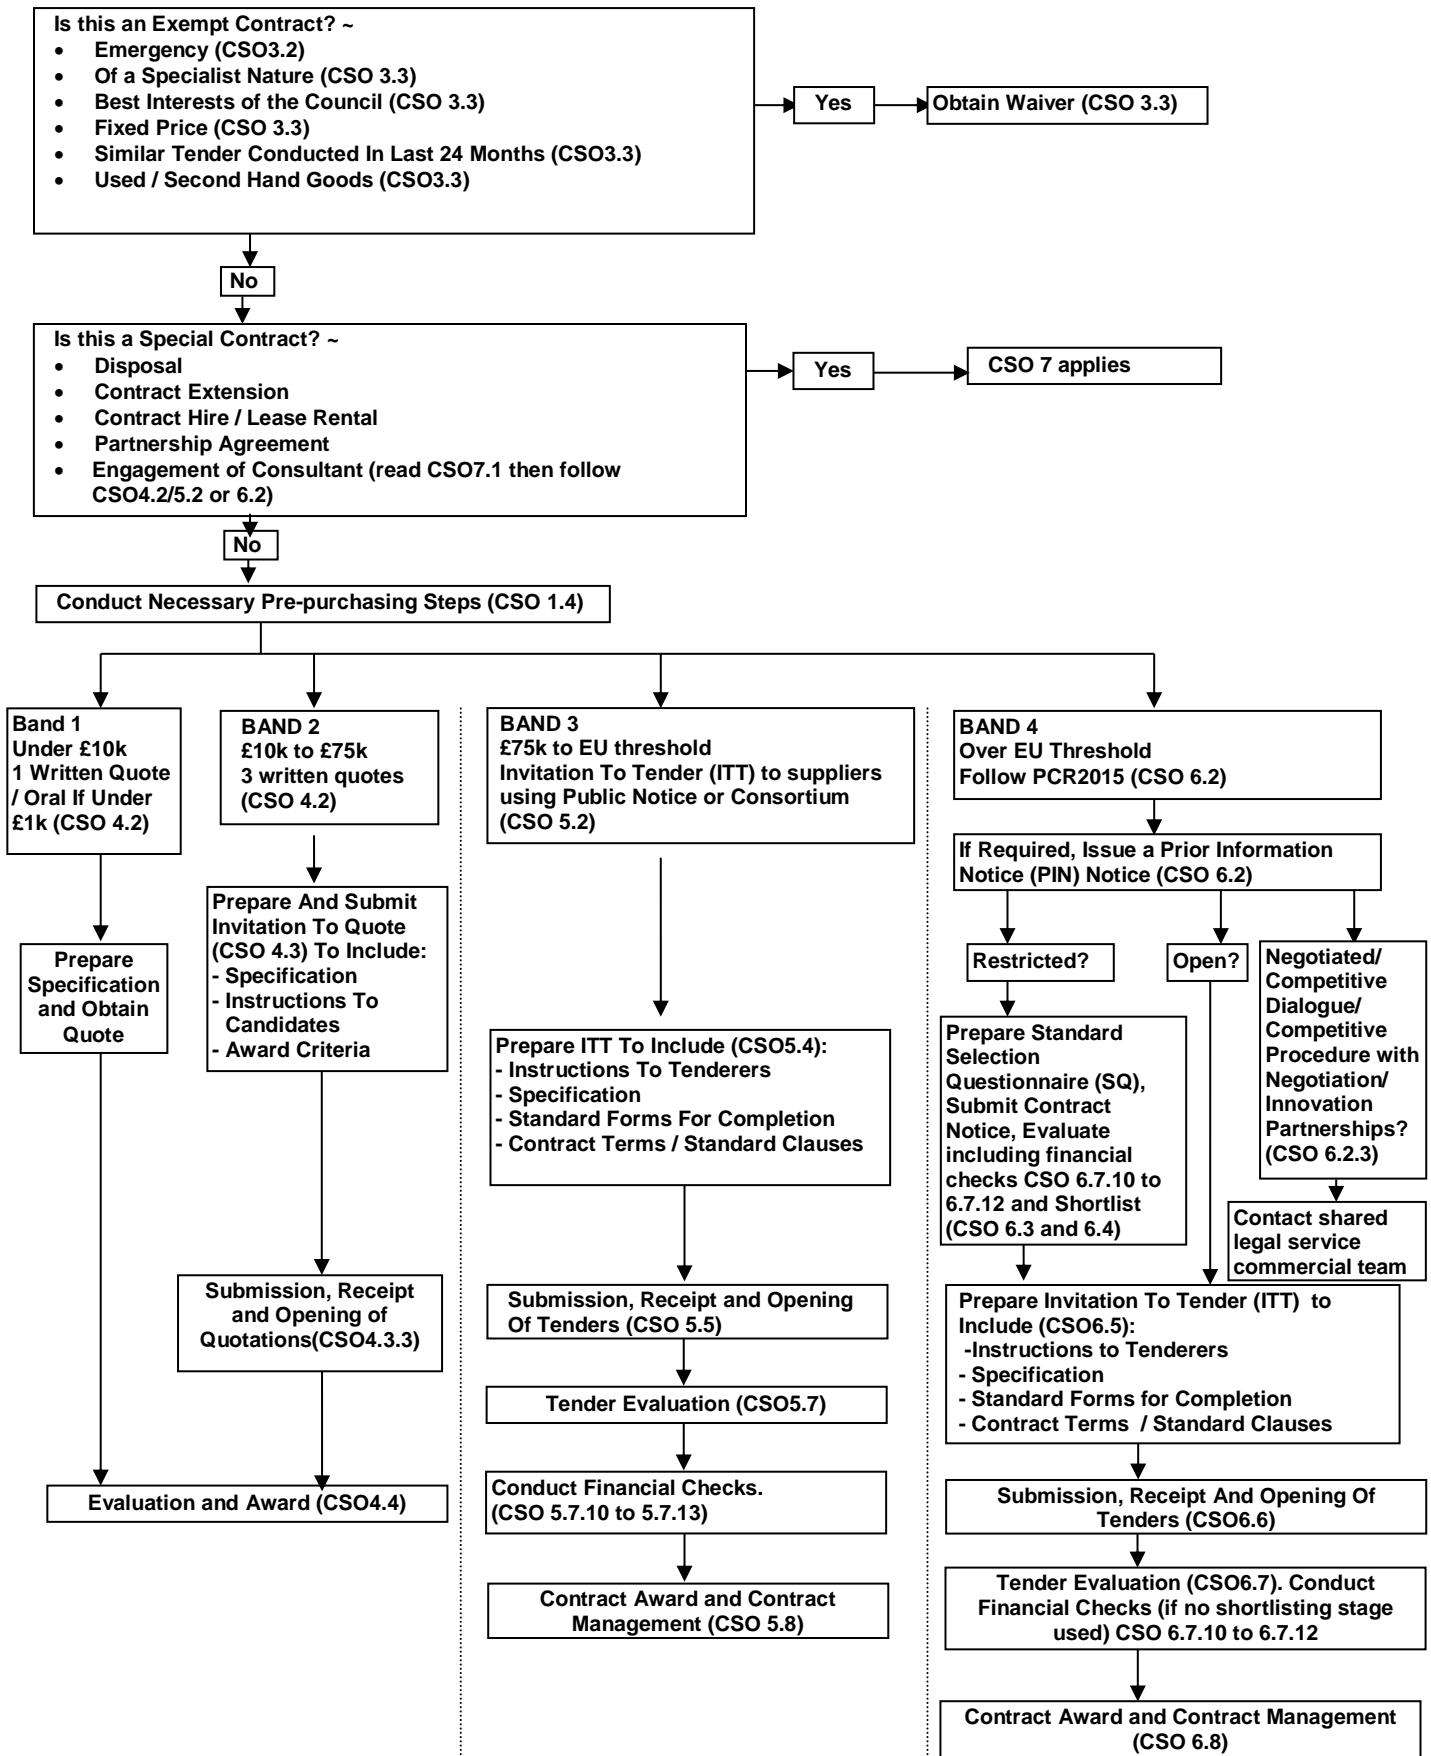 Is this an Exempt Contract? ~
• Emergency (CSO3.2)
• Of a Specialist Nature (CSO 3.3)
• Best Interests of the Council (CSO 3.3)
• Fixed Price (CSO 3.3)
• Similar Tender Conducted In Last 24 Months (CSO3.3)
• Used / Second Hand Goods (CSO3.3)
Yes
Obtain Waiver (CSO 3.3)
No
Is this a Special Contract? ~
• Disposal
• Contract Extension
• Contract Hire / Lease Rental
• Partnership Agreement
• Engagement of Consultant (read CSO7.1 then follow
CSO4.2/5.2 or 6.2)
Yes
CSO 7 applies
No
Conduct Necessary Pre-purchasing Steps (CSO 1.4)
Band 1
Under £10k
1 Written Quote
/ Oral If Under
£1k (CSO 4.2)
Prepare
Specification
and Obtain
Quote
BAND 2
£10k to £75k
3 written quotes
(CSO 4.2)
Prepare And Submit
Invitation To Quote
(CSO 4.3) To Include:
- Specification
- Instructions To
Candidates
- Award Criteria
Submission, Receipt
and Opening of
Quotations(CSO4.3.3)
Evaluation and Award (CSO4.4)
BAND 3
£75k to EU threshold
Invitation To Tender (ITT) to suppliers
using Public Notice or Consortium
(CSO 5.2)
Prepare ITT To Include (CSO5.4):
- Instructions To Tenderers
- Specification
- Standard Forms For Completion
- Contract Terms / Standard Clauses
Submission, Receipt and Opening
Of Tenders (CSO 5.5)
Tender Evaluation (CSO5.7)
Conduct Financial Checks.
(CSO 5.7.10 to 5.7.13)
Contract Award and Contract
Management (CSO 5.8)
BAND 4
Over EU Threshold
Follow PCR2015 (CSO 6.2)
If Required, Issue a Prior Information
Notice (PIN) Notice (CSO 6.2)
Restricted?
Open?
Negotiated/
Competitive
Dialogue/
Competitive
Procedure with
Negotiation/
Innovation
Partnerships?
(CSO 6.2.3)
Prepare Standard
Selection
Questionnaire (SQ),
Submit Contract
Notice, Evaluate
including financial
checks CSO 6.7.10 to
6.7.12 and Shortlist
(CSO 6.3 and 6.4)
Contact shared
legal service
commercial team
Prepare Invitation To Tender (ITT) to
Include (CSO6.5):
-Instructions to Tenderers
- Specification
- Standard Forms for Completion
- Contract Terms / Standard Clauses
Submission, Receipt And Opening Of
Tenders (CSO6.6)
Tender Evaluation (CSO6.7). Conduct
Financial Checks (if no shortlisting stage
used) CSO 6.7.10 to 6.7.12
Contract Award and Contract Management
(CSO 6.8)